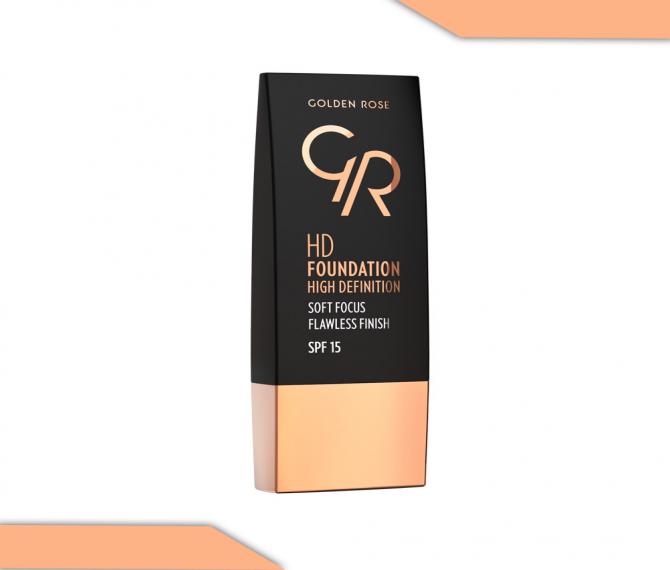 GOLDEN ROSE
GR
HD
FOUNDATION
HIGH DEFINITION
SOFT FOCUS
FLAWLESS FINISH
SPF 15